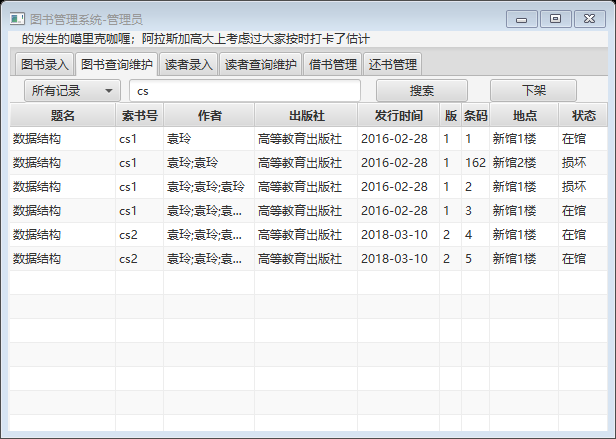 图书管理系统-管理员
的发生的噶里克咖喱；阿拉斯加高大上考虑过大家按时打卡了估计
图书录入 图书查询维护 读者录入 读者查询维护 借书管理 还书管理
所有记录 cs 搜索 下架
题名 索书号 作者 出版社 发行时间 版 条码 地点 状态
数据结构 cs1 袁玲 高等教育出版社 2016-02-28 1 1 新馆1楼 在馆
数据结构 cs1 袁玲;袁玲 高等教育出版社 2016-02-28 1 162 新馆2楼 损坏
数据结构 cs1 袁玲;袁玲;袁玲 高等教育出版社 2016-02-28 1 2 新馆1楼 损坏
数据结构 cs1 袁玲;袁玲;袁... 高等教育出版社 2016-02-28 1 3 新馆1楼 在馆
数据结构 cs2 袁玲;袁玲;袁... 高等教育出版社 2018-03-10 2 4 新馆1楼 在馆
数据结构 cs2 袁玲;袁玲;袁... 高等教育出版社 2018-03-10 2 5 新馆1楼 在馆